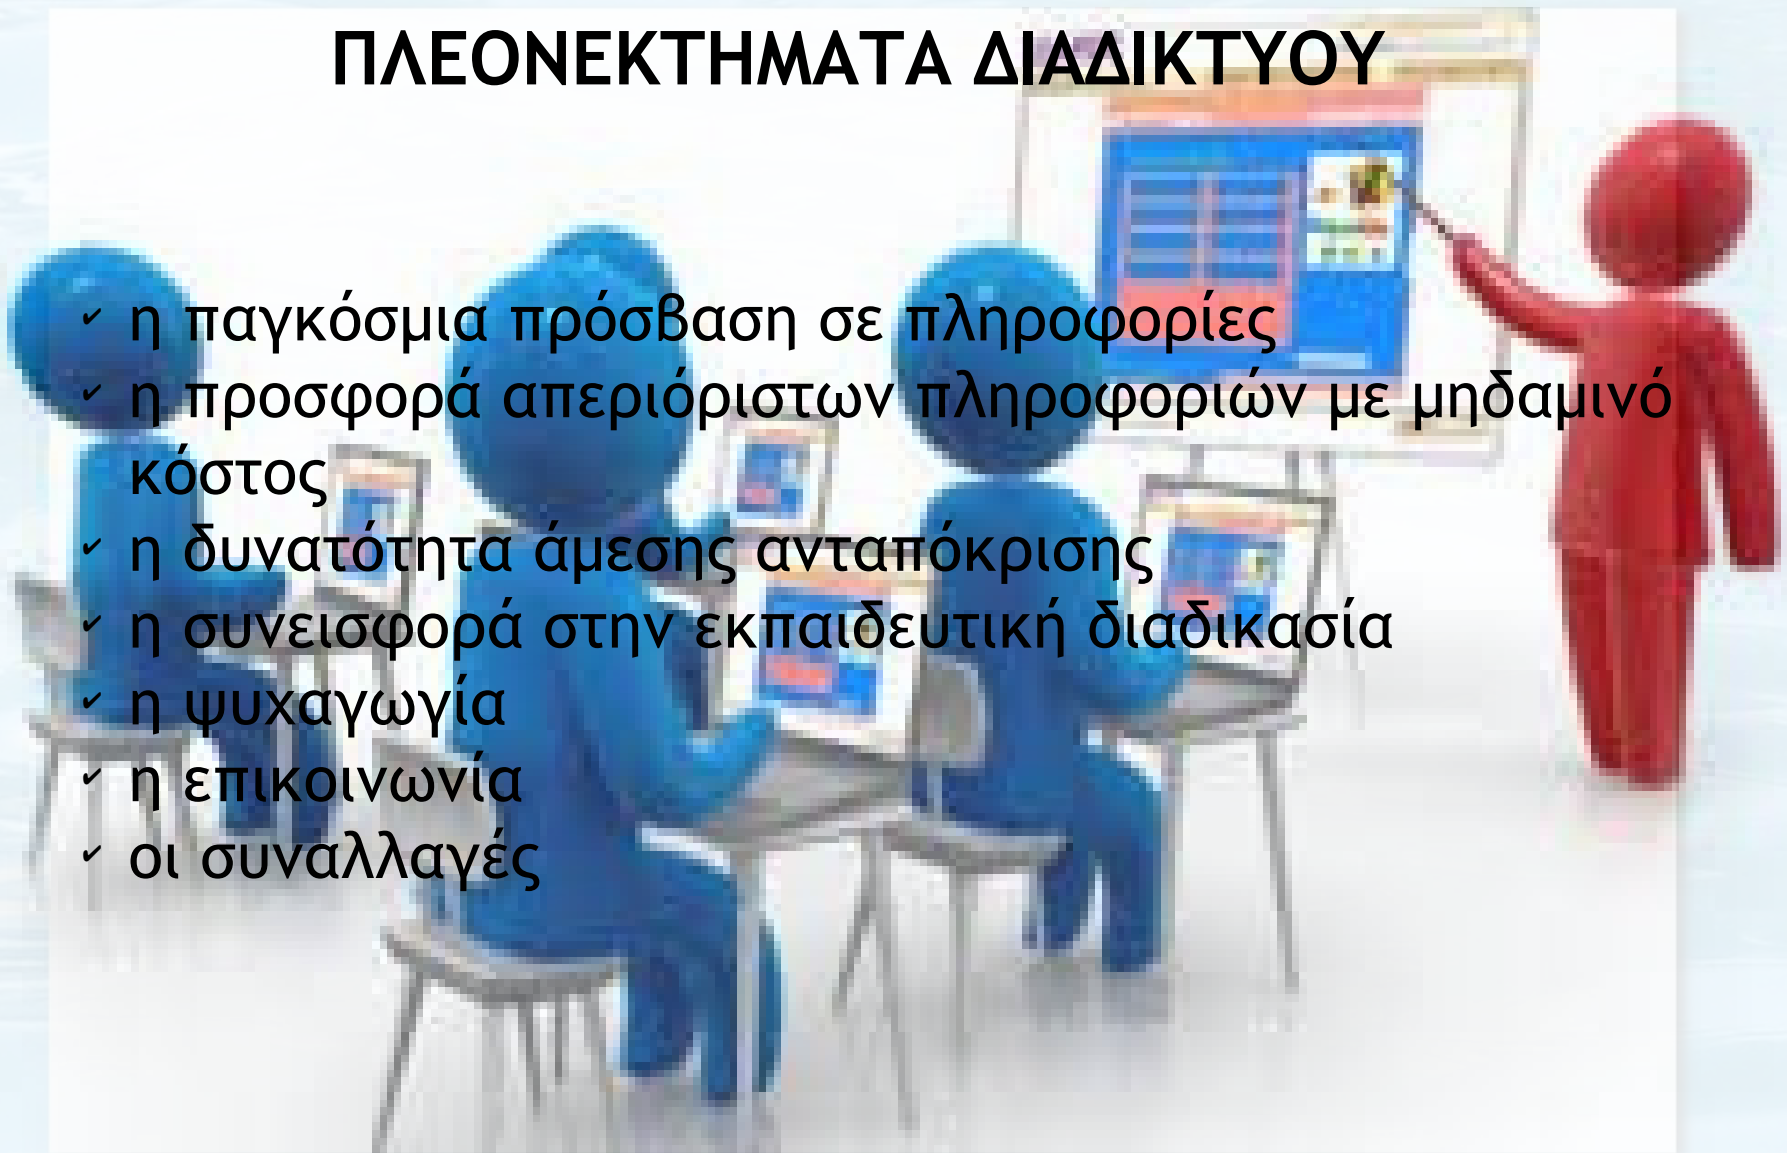 ΠΛΕΟΝΕΚΤΗΜΑΤΑ ΔΙΑΔΙΚΤΥΟΥ
✓ η παγκόσμια πρόσβαση σε πληροφορίες
✓ η προσφορά απεριόριστων πληροφοριών με μηδαμινό
κόστος
✓ η δυνατότητα άμεσης ανταπόκρισης
✓ η συνεισφορά στην εκπαιδευτική διαδικασία
✓ η ψυχαγωγία
✓ η επικοινωνία
✓ οι συναλλαγές